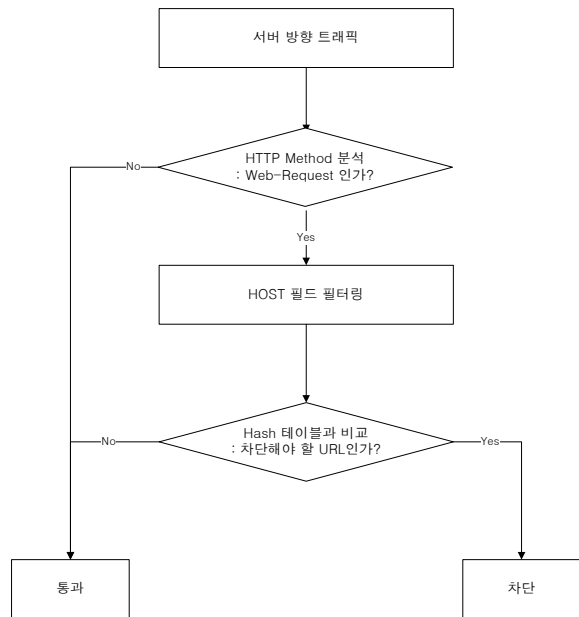 서버 방향 트래픽
HTTP Method 분석
: Web-Request 인가?
No
Yes
HOST 필드 필터링
Hash 테이블과 비교
: 차단해야 할 URL인가?
No
Yes
통과
차단